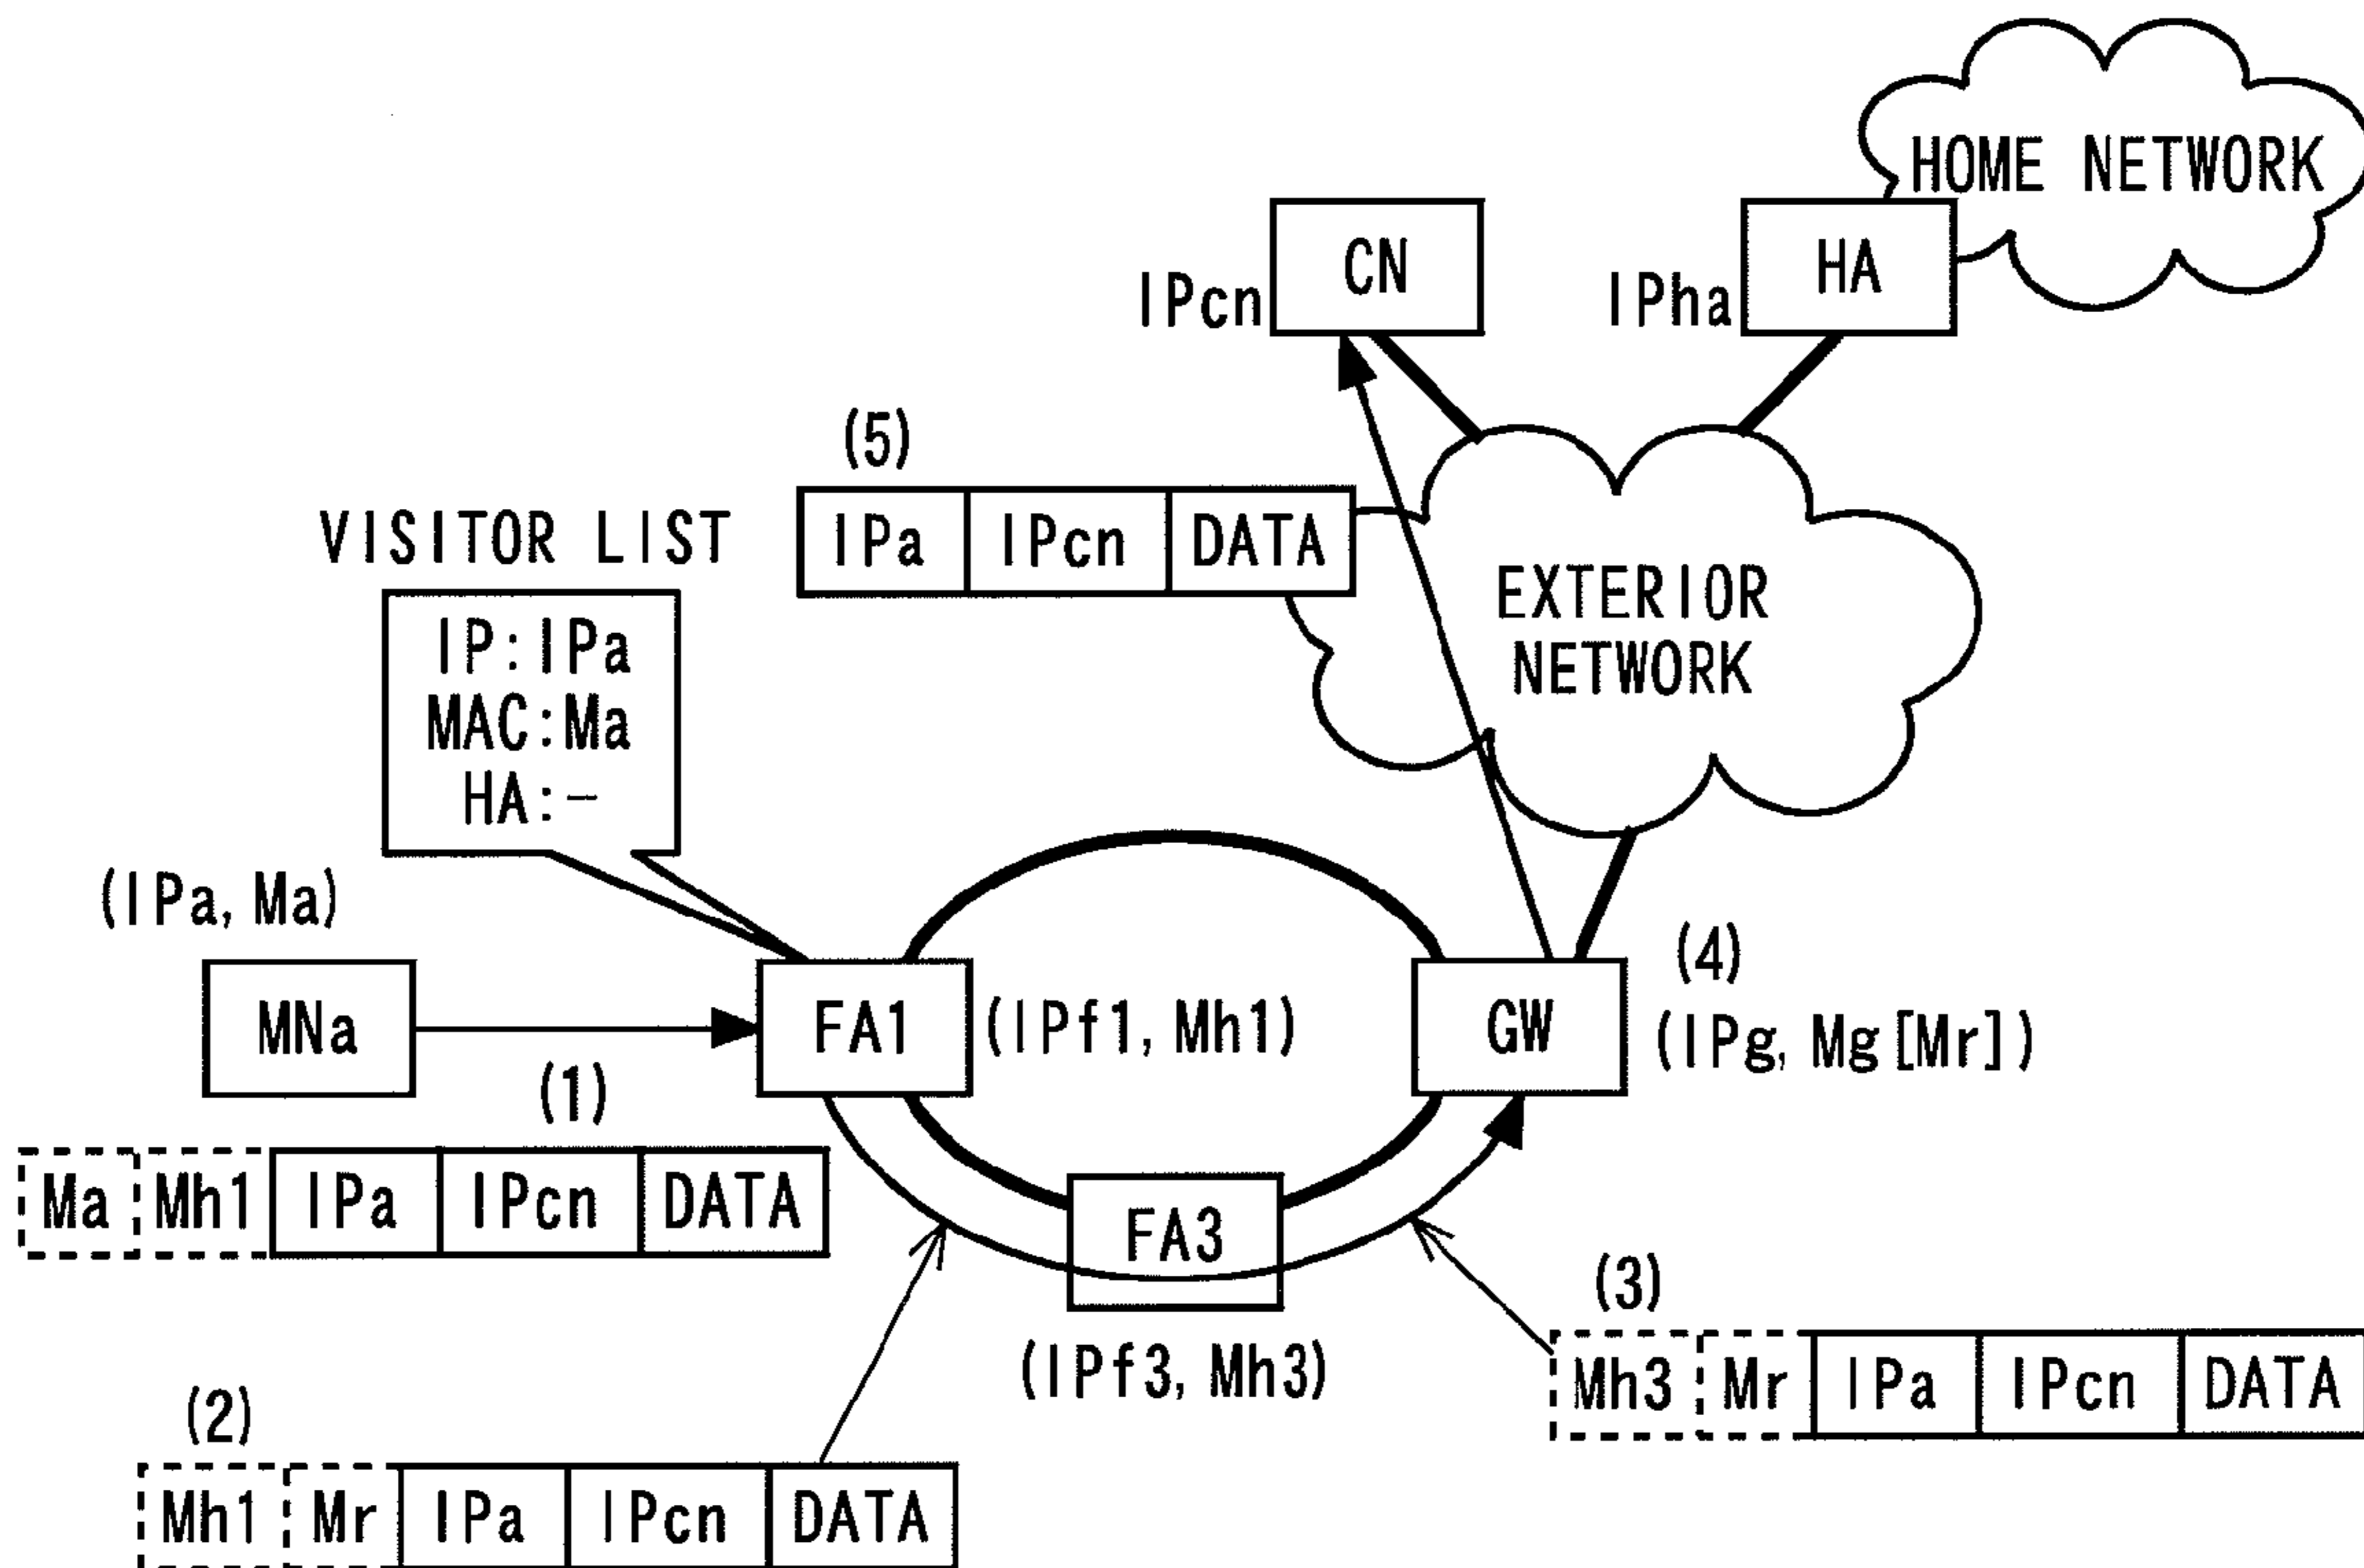 HOME NETWORK
CN
HA
IPcn
IPha
(5)
IPa IPcn DATA
VISITOR LIST
IP:IPa
MAC:Ma
HA:—
EXTERIOR
NETWORK
(IPa, Ma)
MNa
FA1
(IPf1, Mh1)
GW
(4)
(IPg, Mg[Mr])
(1)
Ma Mh1 IPa IPcn DATA
FA3
(IPf3, Mh3)
(3)
Mh3 Mr IPa IPcn DATA
(2)
Mh1 Mr IPa IPcn DATA